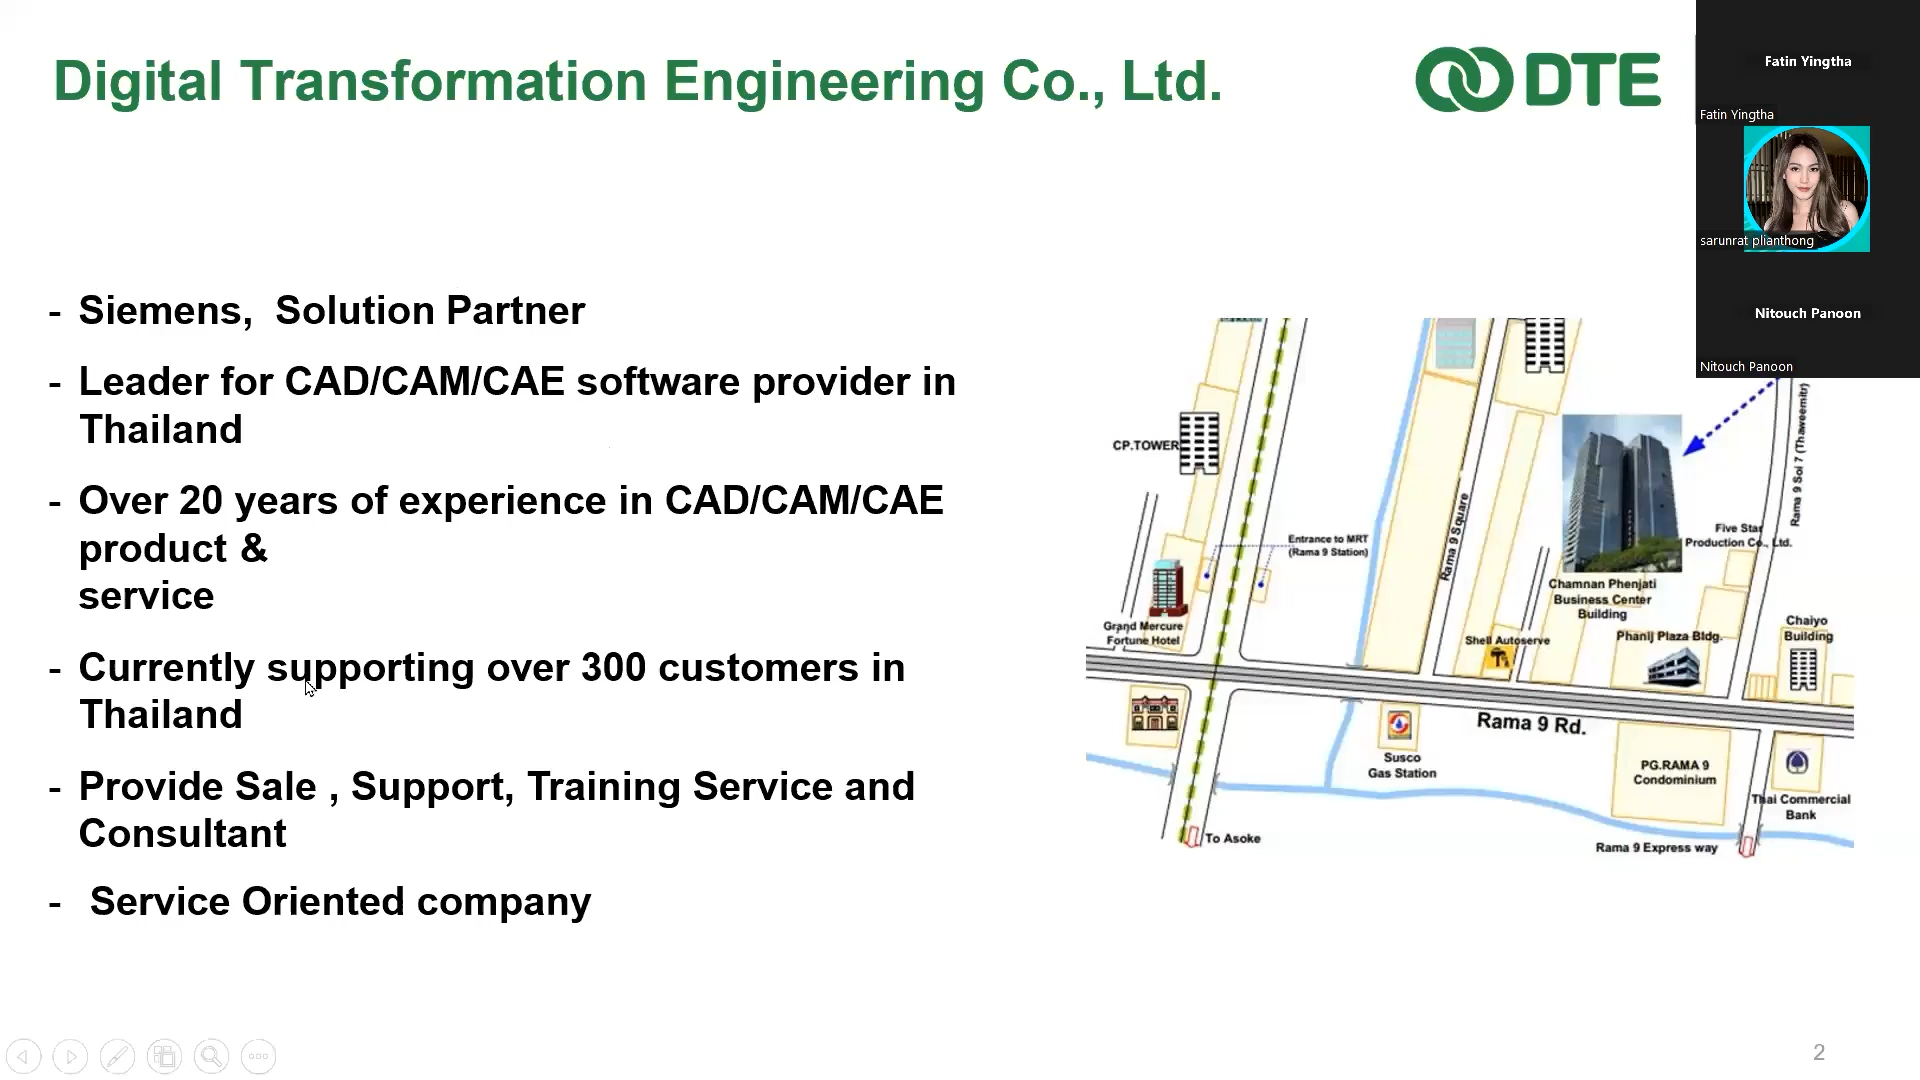 Digital Transformation Engineering Co., Ltd.
DTE
Fatin Yingtha
Fatin Yingtha
sarunrat plianthong
Nitouch Panoon
Nitouch Panoon
- Siemens,  Solution Partner
- Leader for CAD/CAM/CAE software provider in
Thailand
- Over 20 years of experience in CAD/CAM/CAE
product &
service
- Currently supporting over 300 customers in
Thailand
- Provide Sale , Support, Training Service and
Consultant
- Service Oriented company
CP.TOWER
Entrance to MRT
(Rama 9 Station)
Rama 9 Square
Rama 9 Soi 7 (Thaweemitr)
Five Star
Production Co., Ltd.
Chamnan Phenjati
Business Center
Building
Grand Mercure
Fortune Hotel
Shell Autoserve
Phanij Plaza Bldg.
Chaiyo
Building
Rama 9 Rd.
Susco
Gas Station
PG.RAMA 9
Condominium
Thai Commercial
Bank
To Asoke
Rama 9 Express way
2